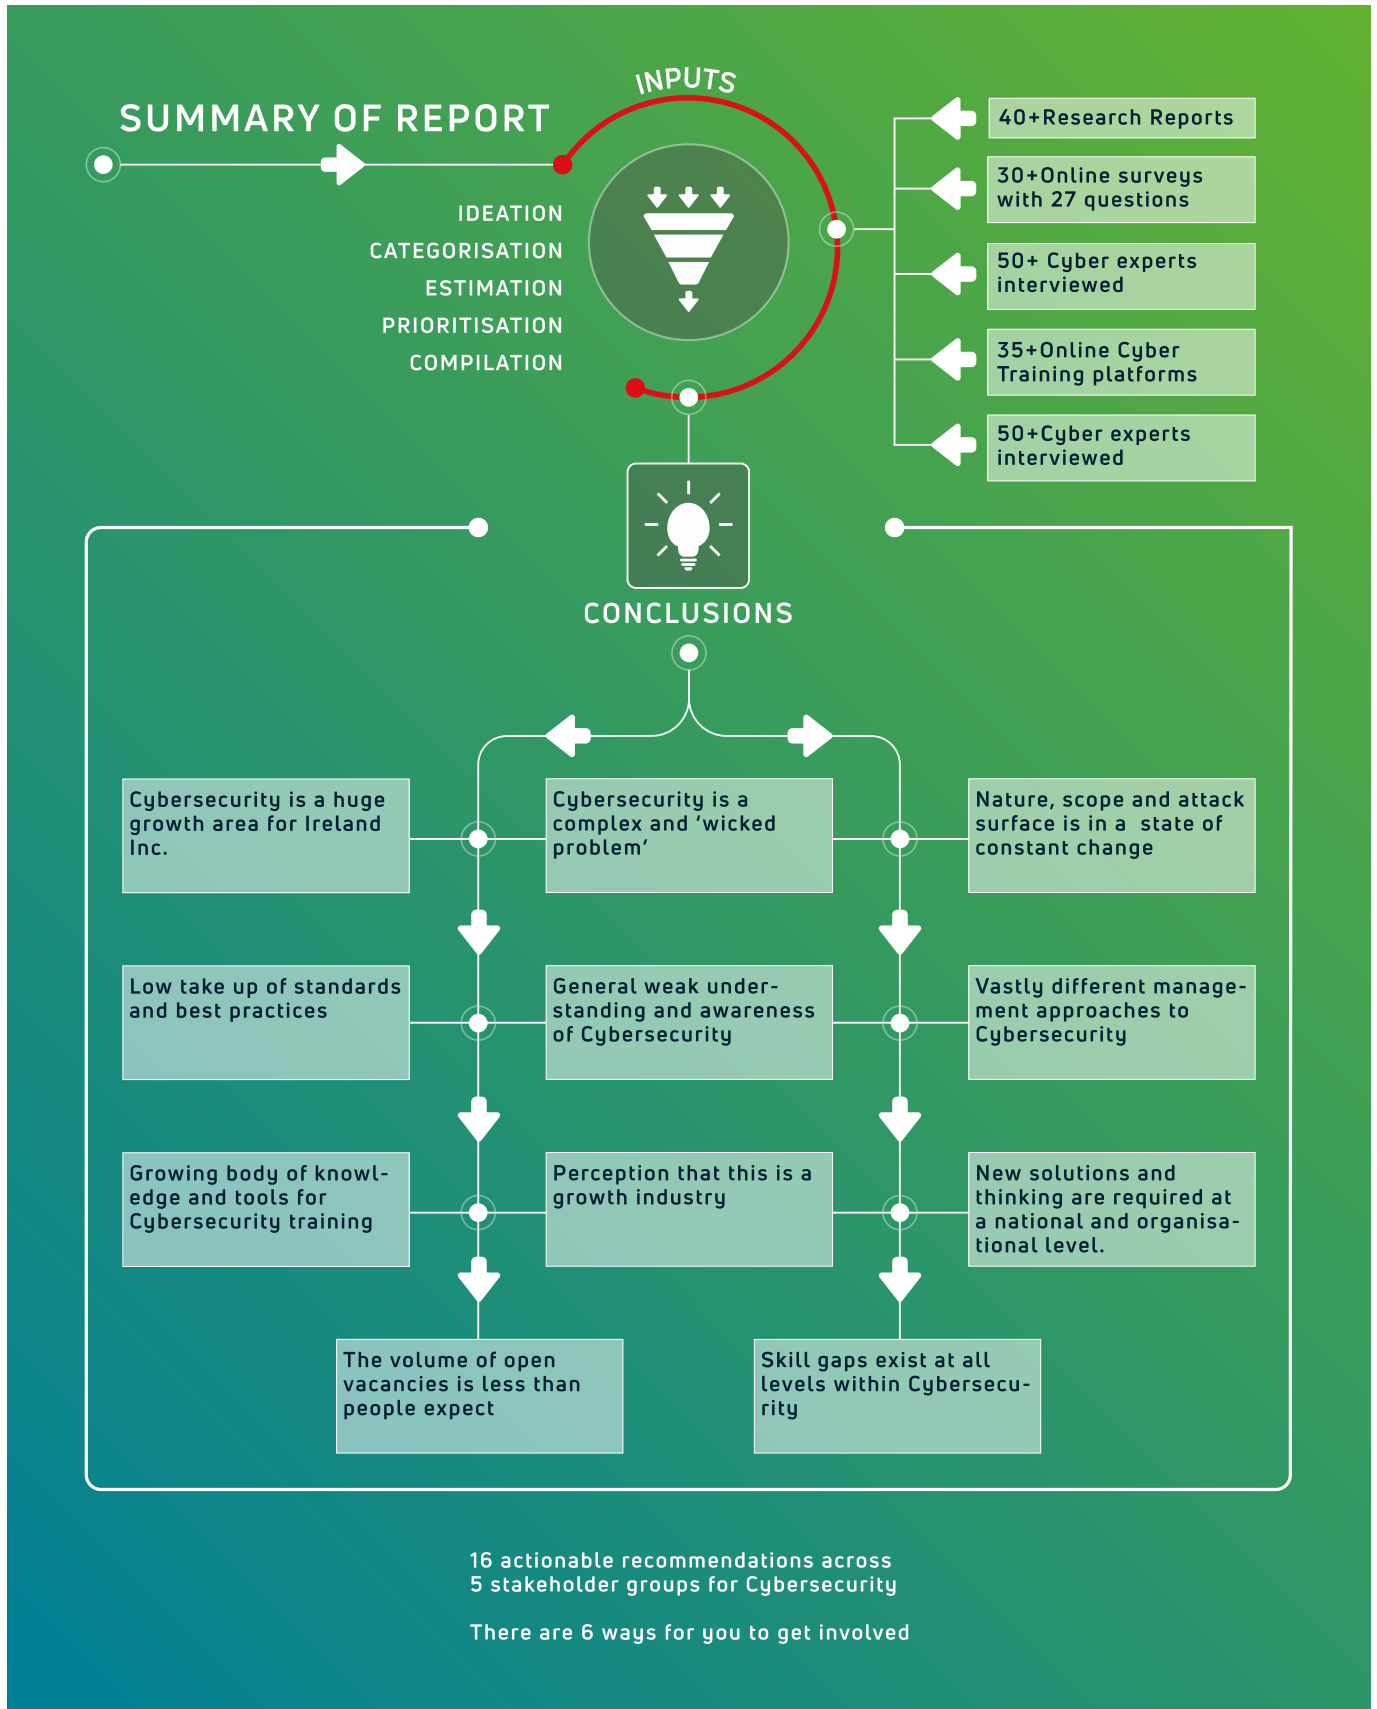 INPUTS
SUMMARY OF REPORT
IDEATION
CATEGORISATION
ESTIMATION
PRIORITISATION
COMPILATION
40+Research Reports
30+Online surveys
with 27 questions
50+ Cyber experts
interviewed
35+Online Cyber
Training platforms
50+Cyber experts
interviewed
CONCLUSIONS
Cybersecurity is a huge
growth area for Ireland
Inc.
Cybersecurity is a
complex and ‘wicked
problem’
Nature, scope and attack
surface is in a  state of
constant change
Low take up of standards
and best practices
General weak under-
standing and awareness
of Cybersecurity
Vastly different manage-
ment approaches to
Cybersecurity
Growing body of knowl-
edge and tools for
Cybersecurity training
Perception that this is a
growth industry
New solutions and
thinking are required at
a national and organisa-
tional level.
The volume of open
vacancies is less than
people expect
Skill gaps exist at all
levels within Cybersecu-
rity
16 actionable recommendations across
5 stakeholder groups for Cybersecurity
There are 6 ways for you to get involved